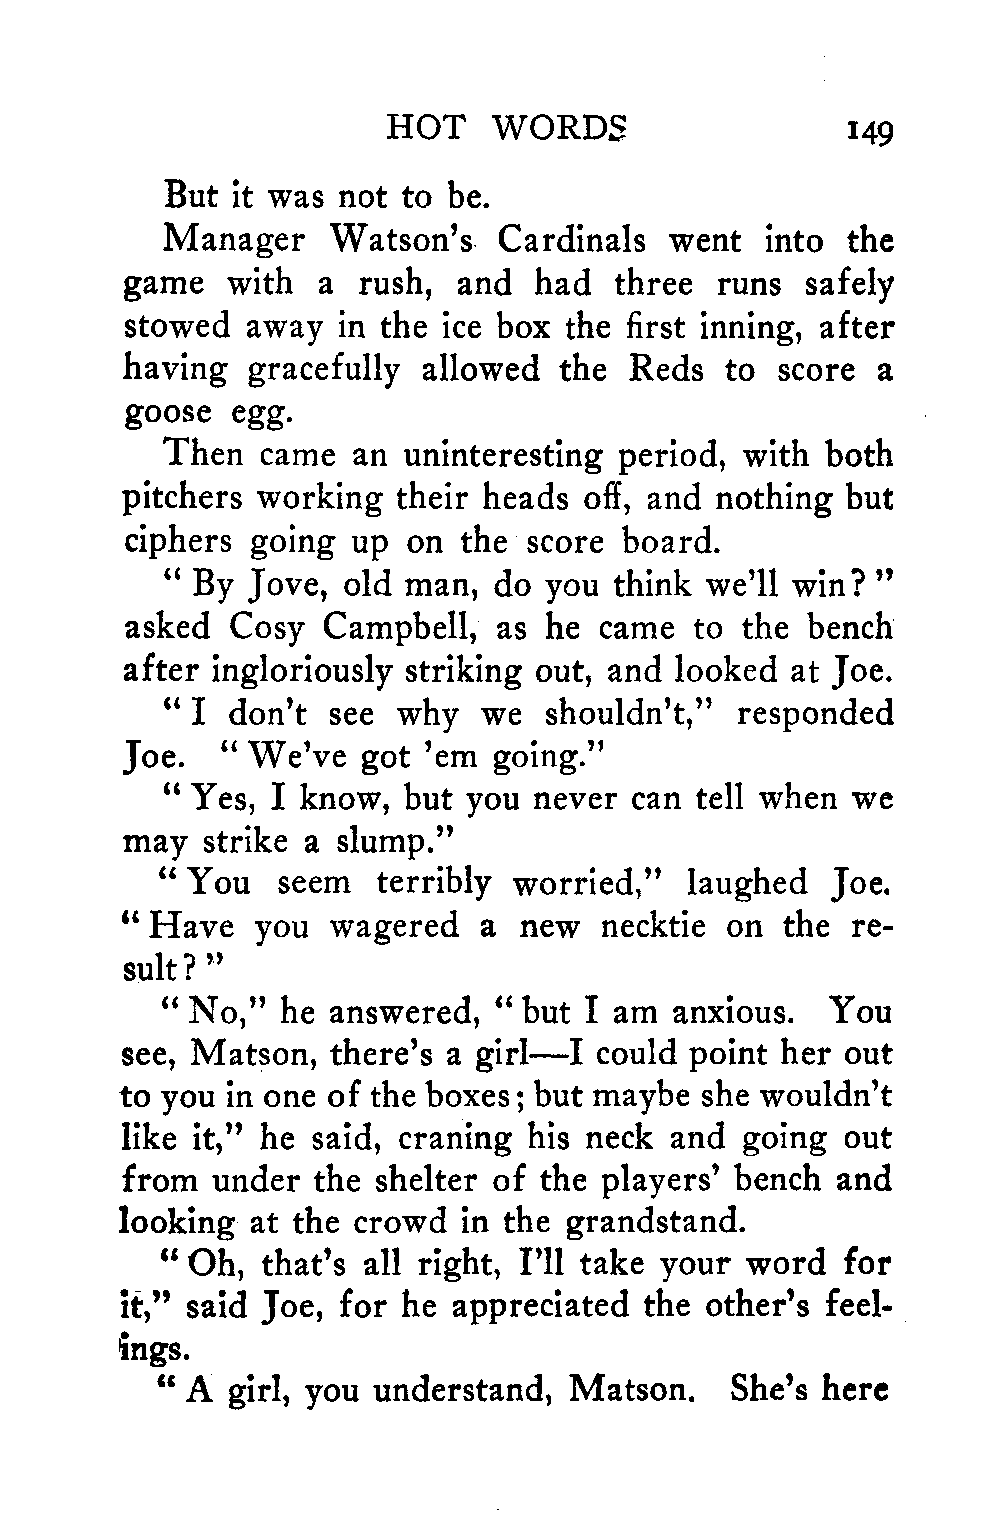 HOT WORDS 149
But it was not to be.
Manager Watson's Cardinals went into the
game with a rush, and had three runs safely
stowed away in the ice box the first inning, after
having gracefully allowed the Reds to score a
goose egg.
Then came an uninteresting period, with both
pitchers working their heads off, and nothing but
ciphers going up on the score board.
" By Jove, old man, do you think we'll win? "
asked Cosy Campbell, as he came to the bench
after ingloriously striking out, and looked at Joe.
" I don't see why we shouldn't," responded
Joe. " We've got 'em going."
" Yes, I know, but you never can tell when we
may strike a slump."
" You seem terribly worried," laughed Joe.
" Have you wagered a new necktie on the re-
sult? "
" No," he answered, " but I am anxious. You
see, Matson, there's a girl—I could point her out
to you in one of the boxes; but maybe she wouldn't
like it," he said, craning his neck and going out
from under the shelter of the players' bench and
looking at the crowd in the grandstand.
" Oh, that's all right, I'll take your word for
it," said Joe, for he appreciated the other's feel-
ings.
" A girl, you understand, Matson. She's here